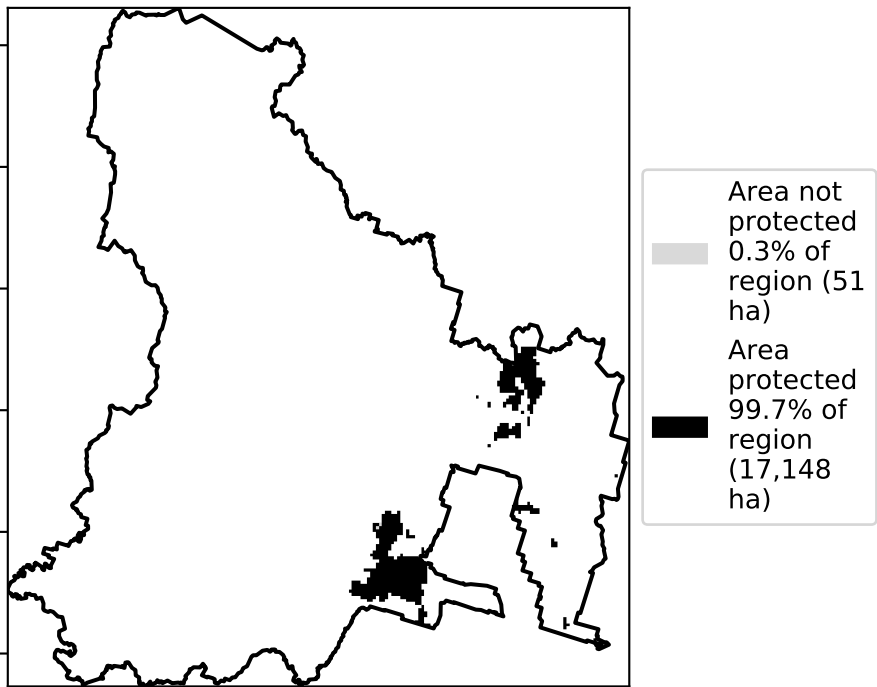 Area not
protected
0.3% of
region (51
ha)
Area
protected
99.7% of
region
(17,148
ha)